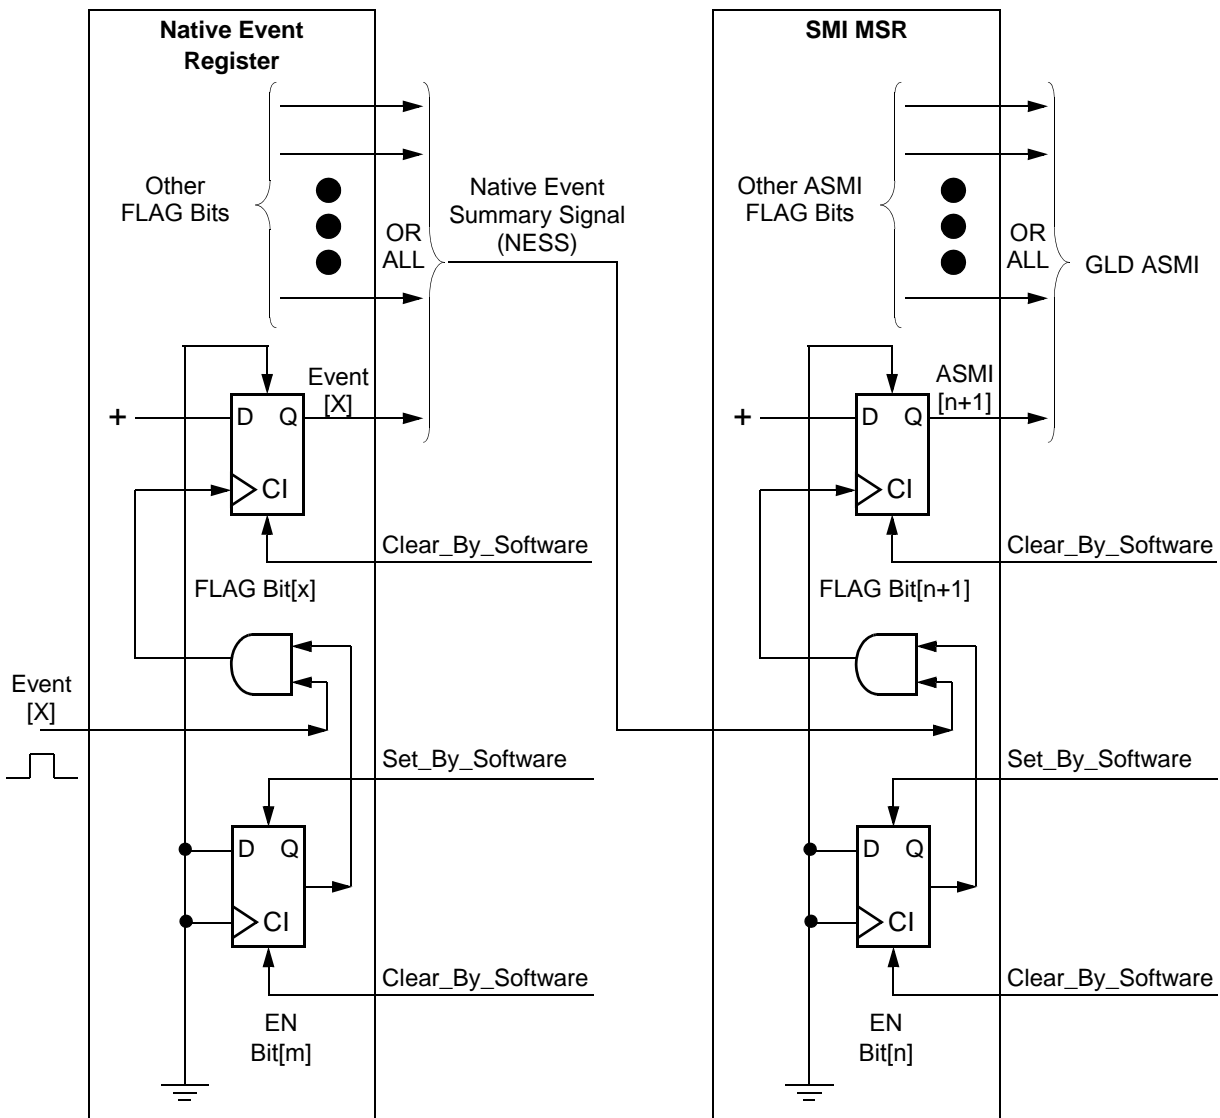 Native Event
Register
Other
FLAG Bits
OR
ALL
Native Event
Summary Signal
(NESS)
Event
[X]
+
D Q
CI
Clear_By_Software
FLAG Bit[x]
Event
[X]
Set_By_Software
D Q
CI
Clear_By_Software
EN
Bit[m]
SMI MSR
Other ASMI
FLAG Bits
OR
ALL
GLD ASMI
ASMI
[n+1]
+
D Q
CI
Clear_By_Software
FLAG Bit[n+1]
Set_By_Software
D Q
CI
Clear_By_Software
EN
Bit[n]